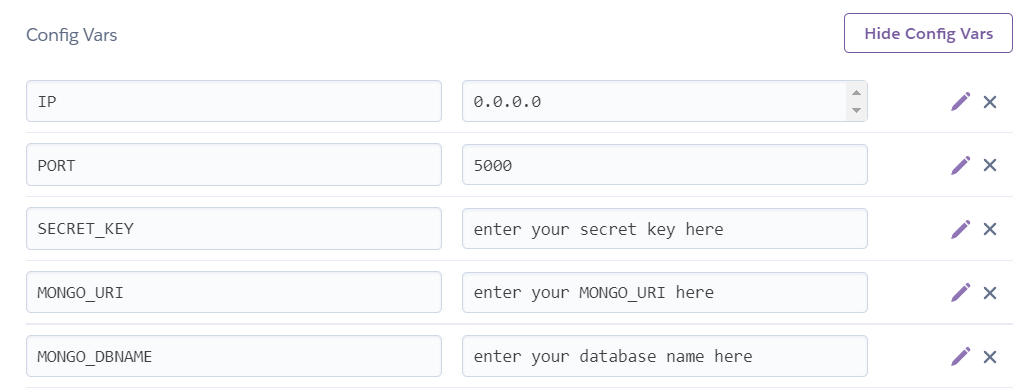 Config Vars
Hide Config Vars
IP
0.0.0.0
PORT
5000
SECRET_KEY
enter your secret key here
MONGO_URI
enter your MONGO_URI here
MONGO_DBNAME
enter your database name here